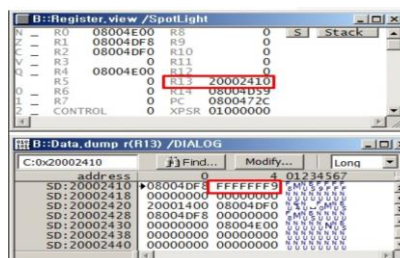 B::Register,view /SpotLight
N _ R0 08004E00 R8 0 S Stack
Z _ R1 08004DF8 R9 0
C _ R2 08004DF0 R10 0
V _ R3 0 R11 0
Q _ R4 08004E00 R12 0
R5 0 R13 20002410
0 _ R6 0 R14 08004D59
1 _ R7 0 PC 0800472C
2 _ CONTROL 0 XPSR 01000000
B::Data,dump r(R13) /DIALOG
C:0x20002410 Find... Modify... Long
address 0 4 01234567
SD:20002410 08004DF8 FFFFFFF9
SD:20002418 00000000 00000000
SD:20002420 20001400 08004DF0
SD:20002428 08004DF8 00000000
SD:20002430 00000000 08004E00
SD:20002438 00000000 00000000
SD:20002440 00000000 00000000